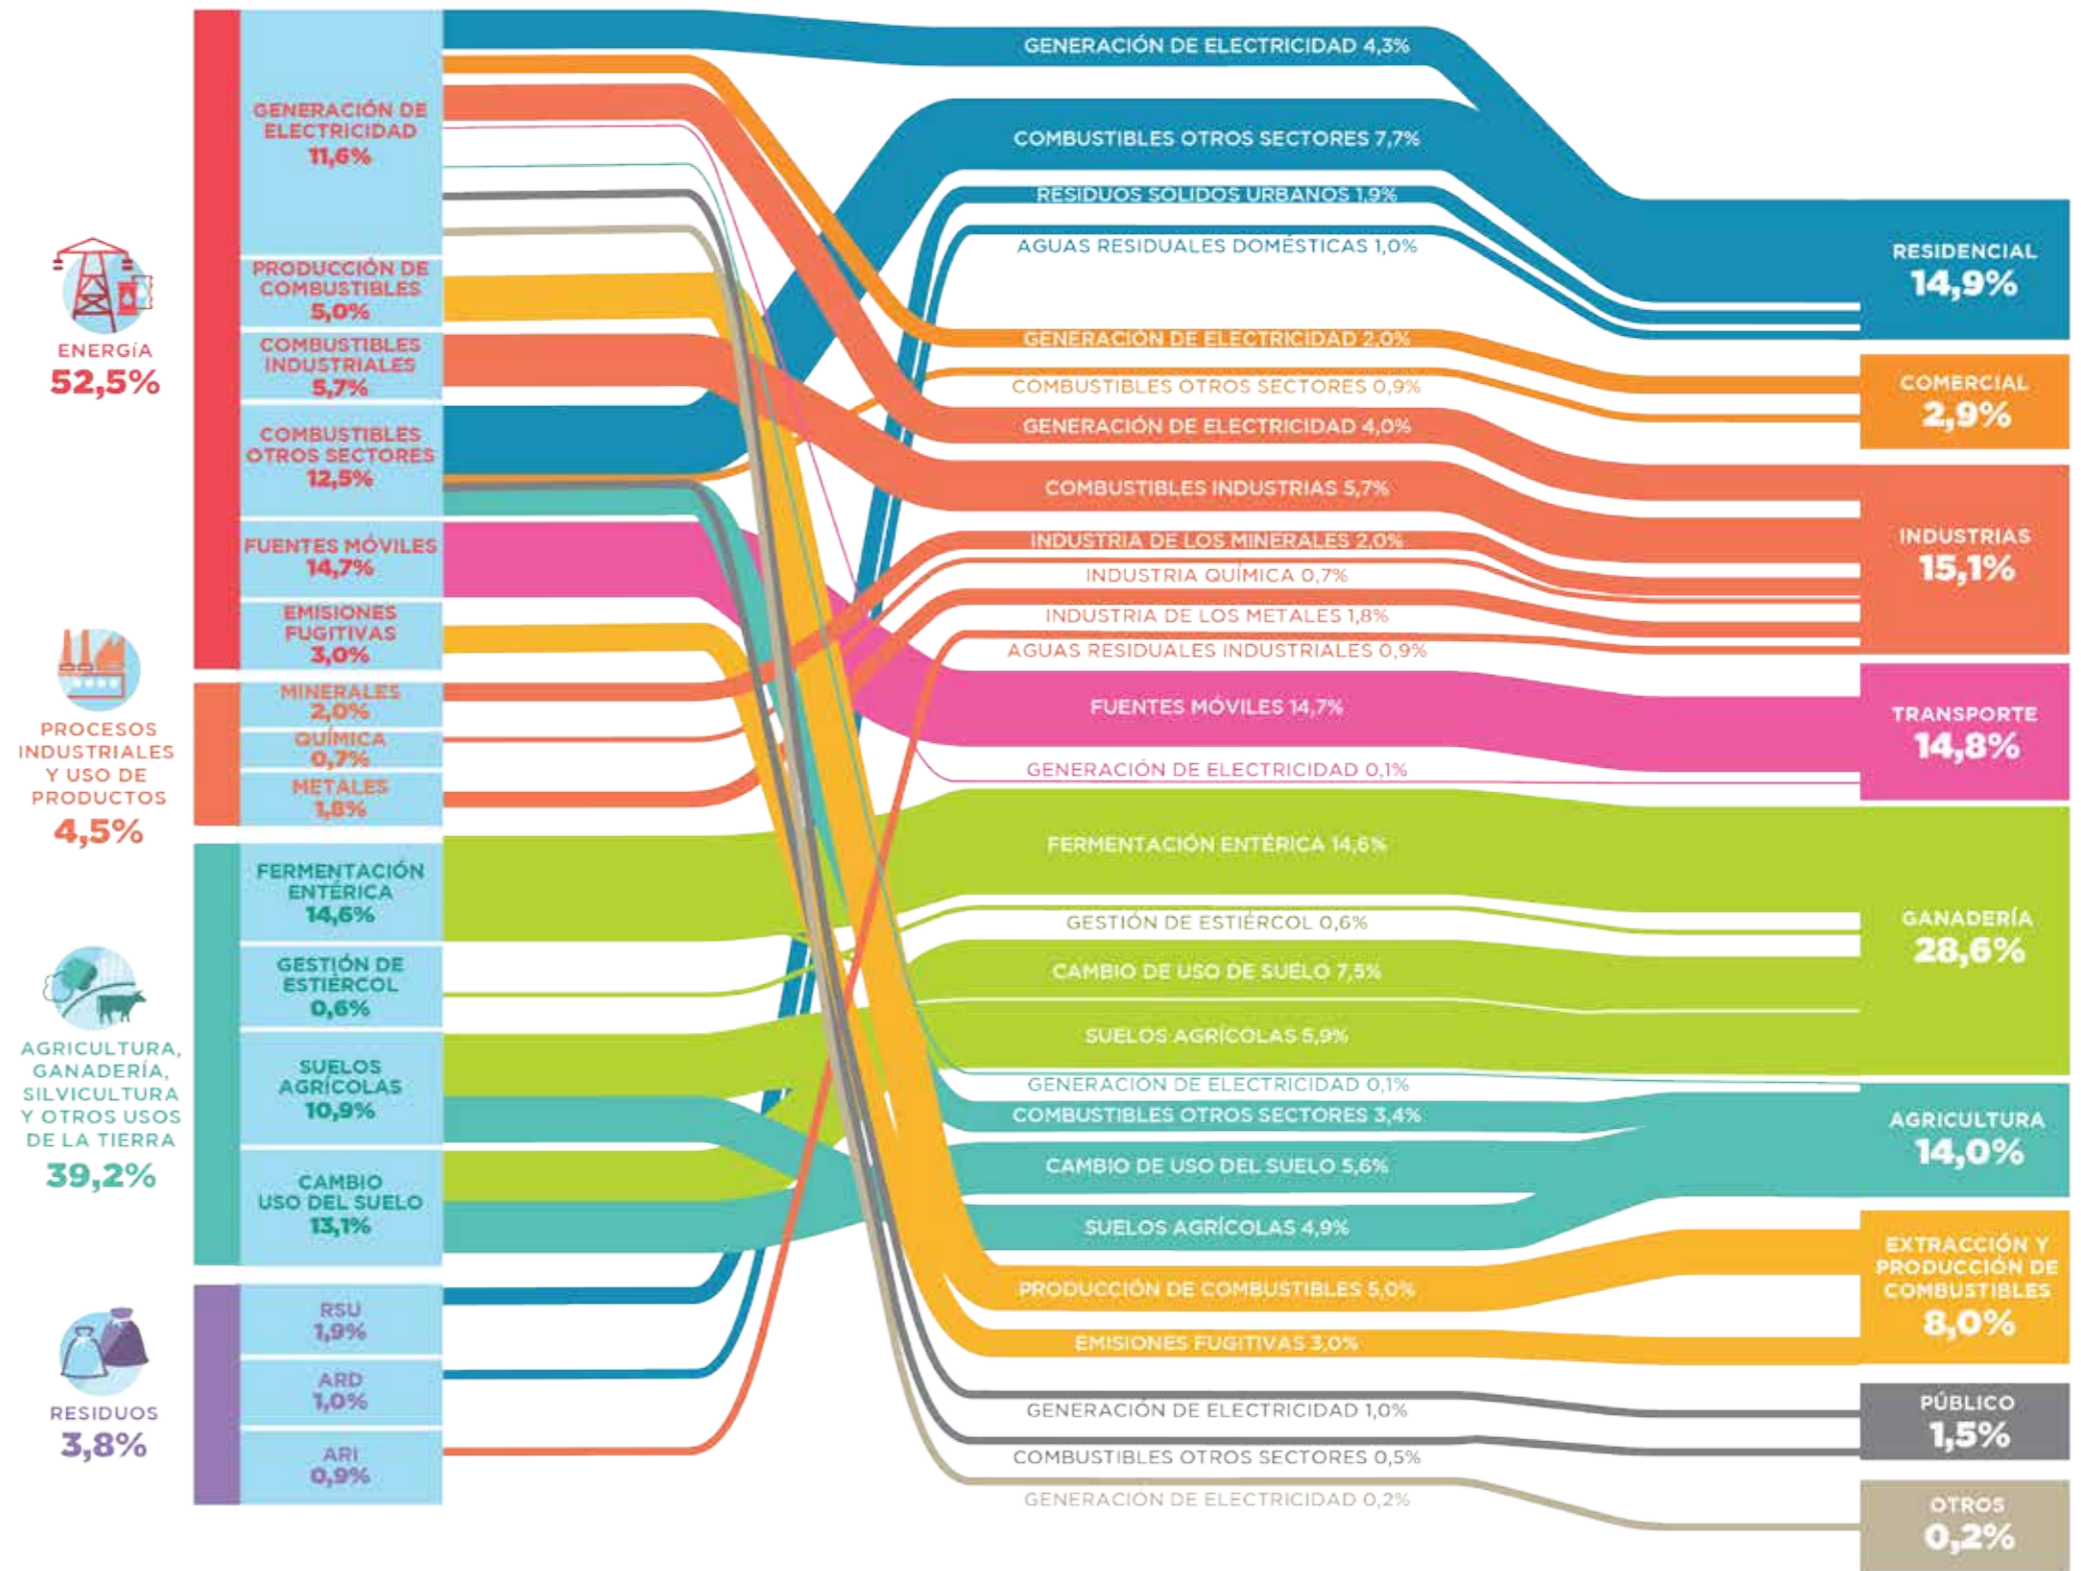 ENERGÍA
52,5%
PROCESOS
INDUSTRIALES
Y USO DE
PRODUCTOS
4,5%
AGRICULTURA,
GANADERÍA,
SILVICULTURA
Y OTROS USOS
DE LA TIERRA
39,2%
RESIDUOS
3,8%
GENERACIÓN DE
ELECTRICIDAD
11,6%
PRODUCCIÓN DE
COMBUSTIBLES
5,0%
COMBUSTIBLES
INDUSTRIALES
5,7%
COMBUSTIBLES
OTROS SECTORES
12,5%
FUENTES MÓVILES
14,7%
EMISIONES
FUGITIVAS
3,0%
MINERALES
2,0%
QUÍMICA
0,7%
METALES
1,8%
FERMENTACIÓN
ENTÉRICA
14,6%
GESTIÓN DE
ESTIÉRCOL
0,6%
SUELOS
AGRÍCOLAS
10,9%
CAMBIO
USO DEL SUELO
13,1%
RSU
1,9%
ARD
1,0%
ARI
0,9%
GENERACIÓN DE ELECTRICIDAD 4,3%
COMBUSTIBLES OTROS SECTORES 7,7%
RESIDUOS SÓLIDOS URBANOS 1,9%
AGUAS RESIDUALES DOMÉSTICAS 1,0%
GENERACIÓN DE ELECTRICIDAD 2,0%
COMBUSTIBLES OTROS SECTORES 0,9%
GENERACIÓN DE ELECTRICIDAD 4,0%
COMBUSTIBLES INDUSTRIAS 5,7%
INDUSTRIA DE LOS MINERALES 2,0%
INDUSTRIA QUÍMICA 0,7%
INDUSTRIA DE LOS METALES 1,8%
AGUAS RESIDUALES INDUSTRIALES 0,9%
FUENTES MÓVILES 14,7%
GENERACIÓN DE ELECTRICIDAD 0,1%
FERMENTACIÓN ENTÉRICA 14,6%
GESTIÓN DE ESTIÉRCOL 0,6%
CAMBIO DE USO DE SUELO 7,5%
SUELOS AGRÍCOLAS 5,9%
GENERACIÓN DE ELECTRICIDAD 0,1%
COMBUSTIBLES OTROS SECTORES 3,4%
CAMBIO DE USO DEL SUELO 5,6%
SUELOS AGRÍCOLAS 4,9%
PRODUCCIÓN DE COMBUSTIBLES 5,0%
EMISIONES FUGITIVAS 3,0%
GENERACIÓN DE ELECTRICIDAD 1,0%
COMBUSTIBLES OTROS SECTORES 0,5%
GENERACIÓN DE ELECTRICIDAD 0,2%
RESIDENCIAL
14,9%
COMERCIAL
2,9%
INDUSTRIAS
15,1%
TRANSPORTE
14,8%
GANADERÍA
28,6%
AGRICULTURA
14,0%
EXTRACCIÓN Y
PRODUCCIÓN DE
COMBUSTIBLES
8,0%
PÚBLICO
1,5%
OTROS
0,2%